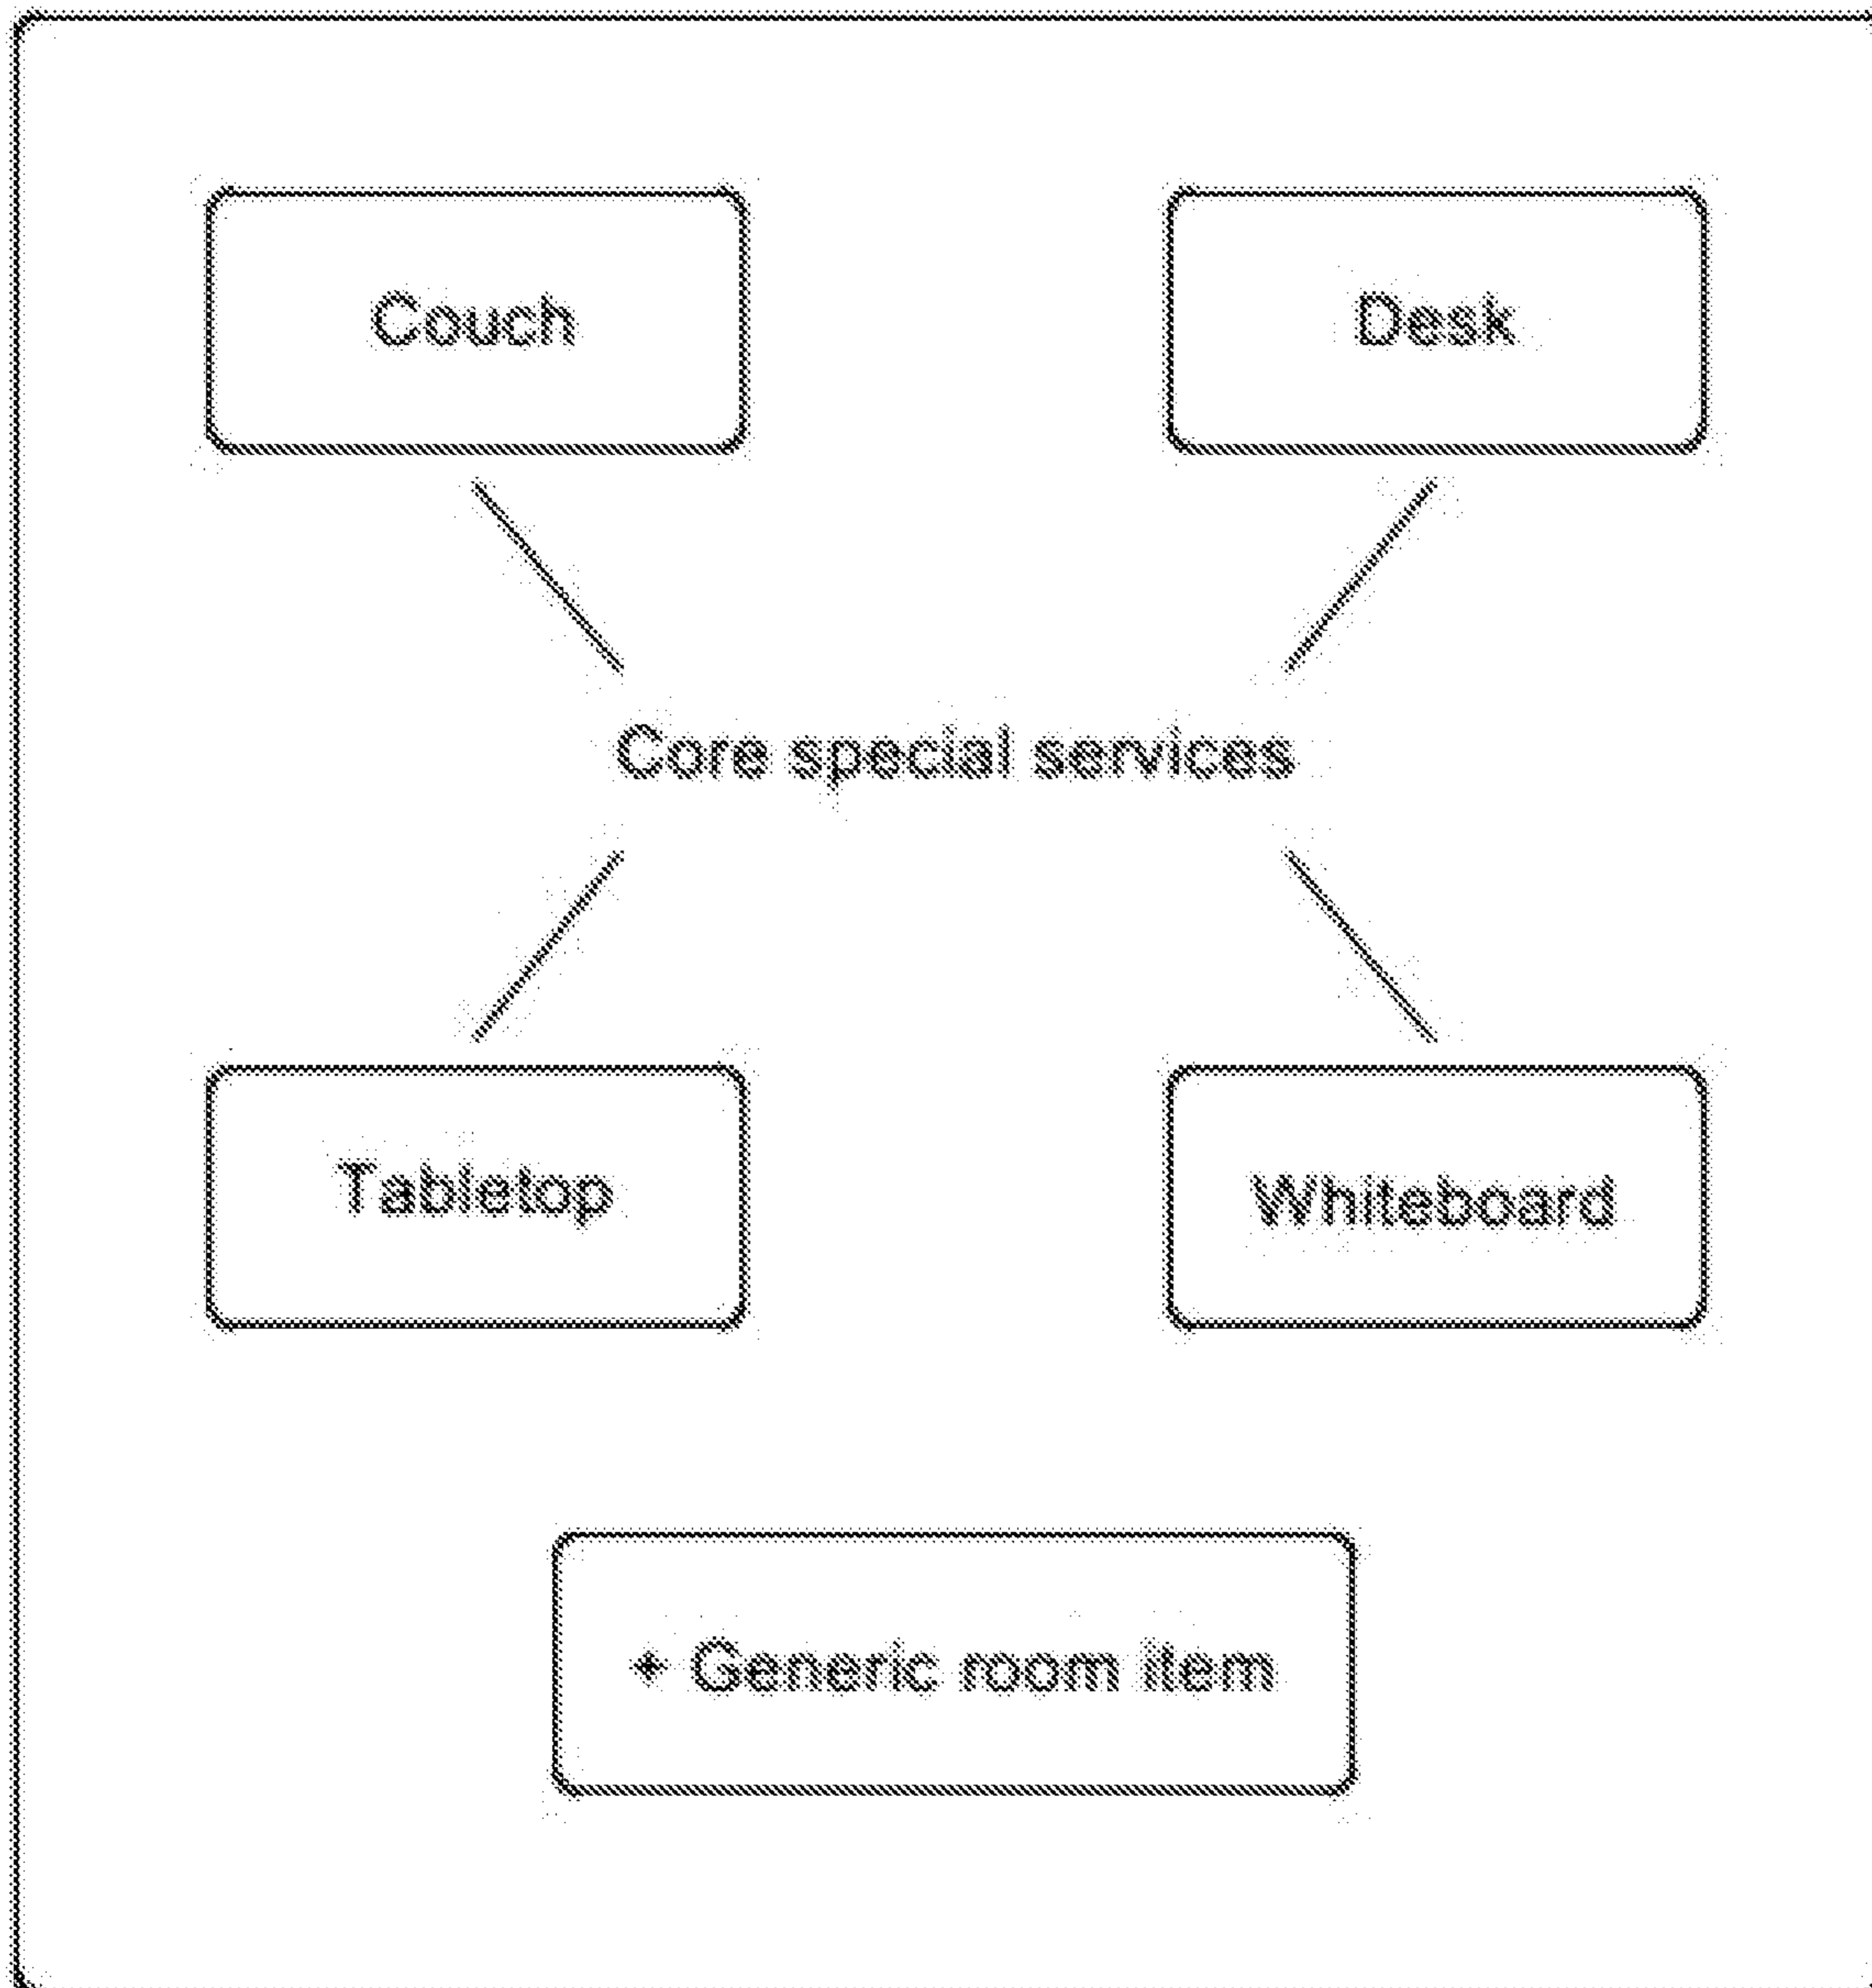 Couch
Desk
Core special services
Tabletop
Whiteboard
+ Generic room item